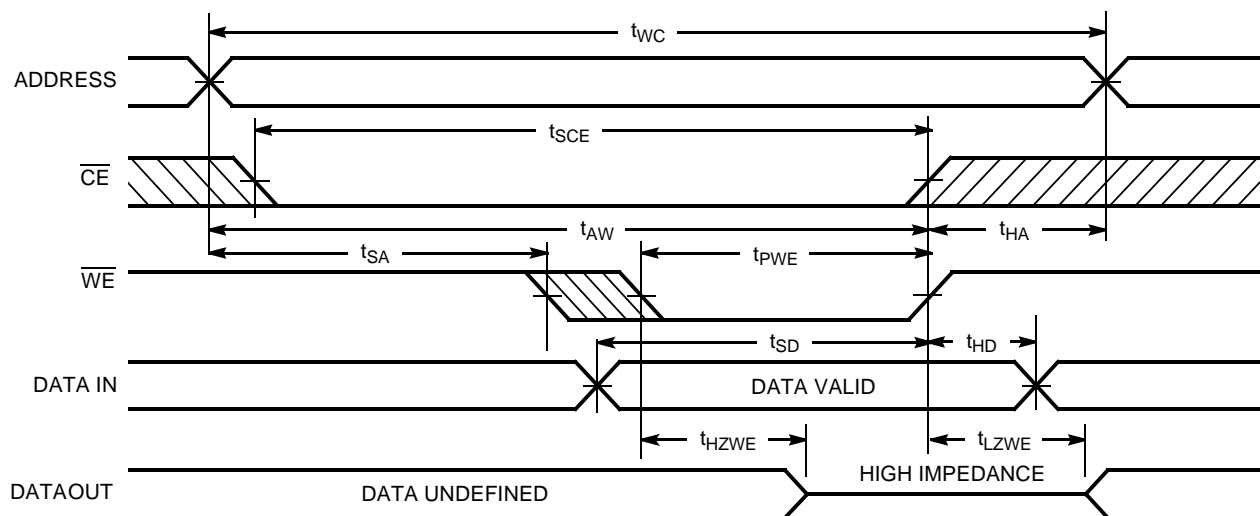 tWC
ADDRESS
tSCE
CE
tAW
tHA
tSA
tPWE
WE
tSD
tHD
DATA IN
DATA VALID
tHZWE
tLZWE
HIGH IMPEDANCE
DATAOUT
DATA UNDEFINED